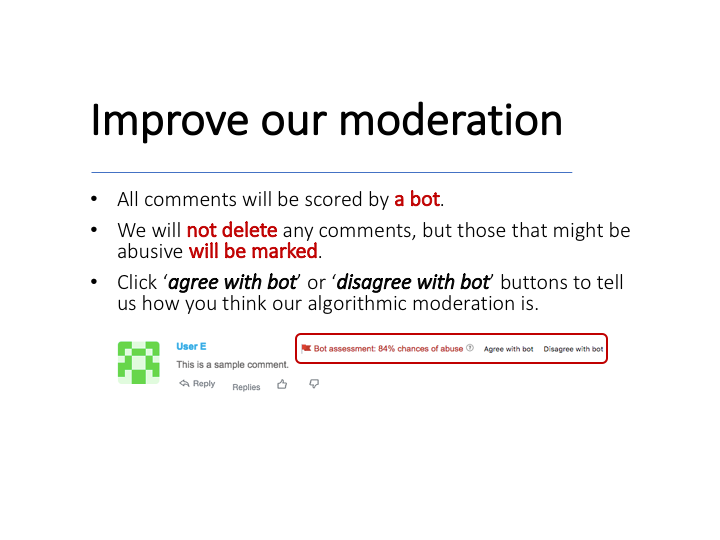 Improve our moderation
• All comments will be scored by a bot.
• We will not delete any comments, but those that might be
abusive will be marked.
• Click ‘agree with bot’ or ‘disagree with bot’ buttons to tell
us how you think our algorithmic moderation is.
User E
Bot assessment: 84% chances of abuse ? Agree with bot Disagree with bot
This is a sample comment.
Reply Replies